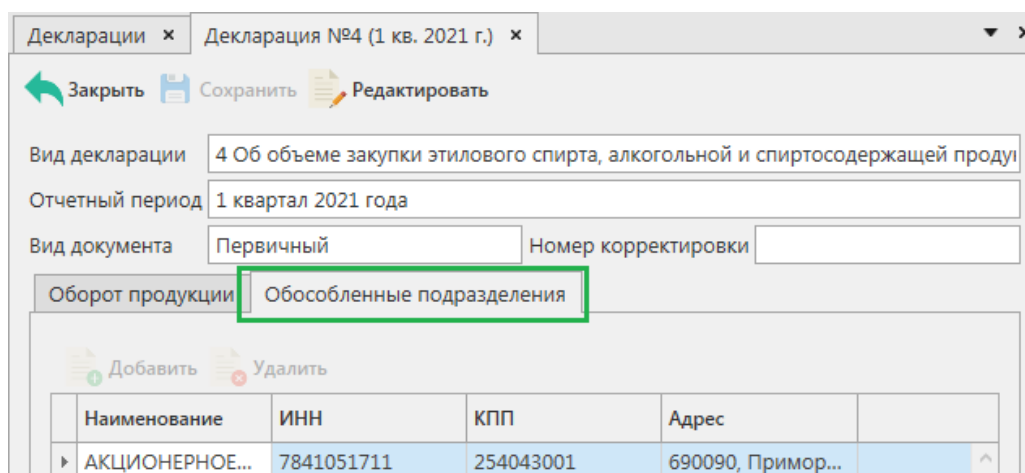 Декларации × Декларация №4 (1 кв. 2021 г.) ×
Закрыть Сохранить Редактировать
Вид декларации 4 Об объеме закупки этилового спирта, алкогольной и спиртосодержащей
Отчетный период 1 квартал 2021 года
Вид документа Первичный Номер корректировки
Оборот продукции Обособленные подразделения
Добавить Удалить
Наименование ИНН КПП Адрес
АКЦИОНЕРНОЕ... 7841051711 254043001 690090, Примор...